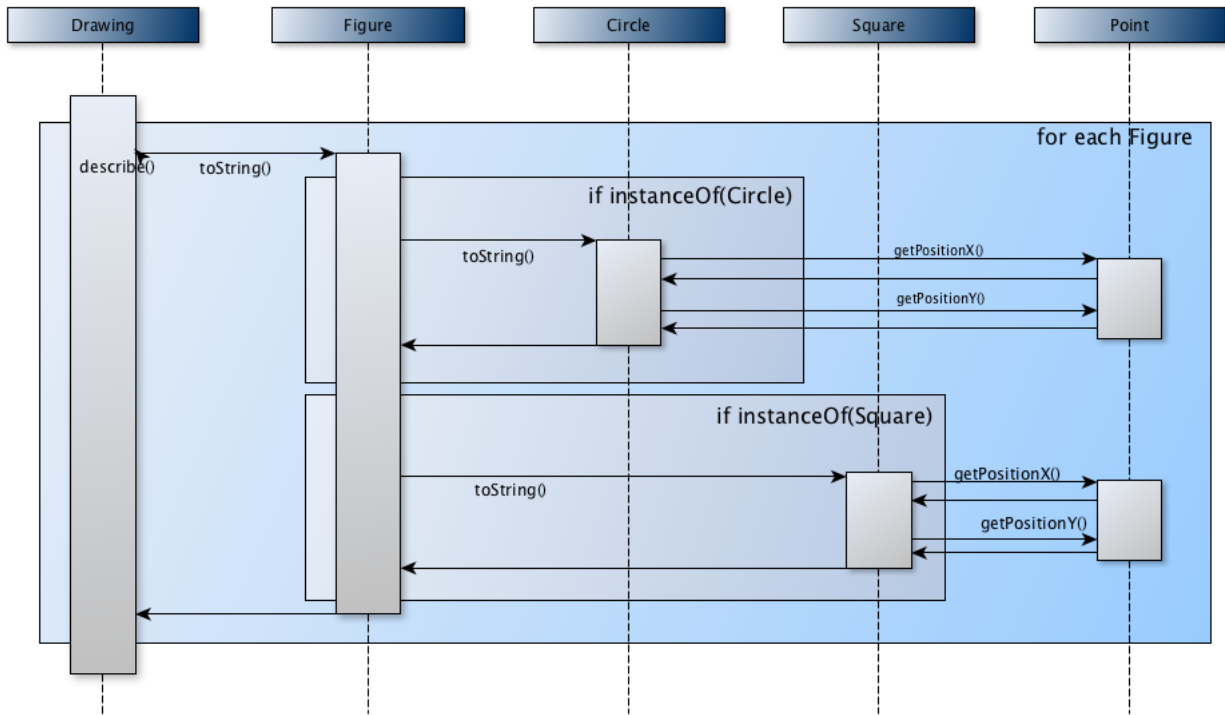 Drawing
Figure
Circle
Square
Point
for each Figure
describe()
toString()
if instanceOf(Circle)
toString()
getPositionX()
getPositionY()
if instanceOf(Square)
toString()
getPositionX()
getPositionY()